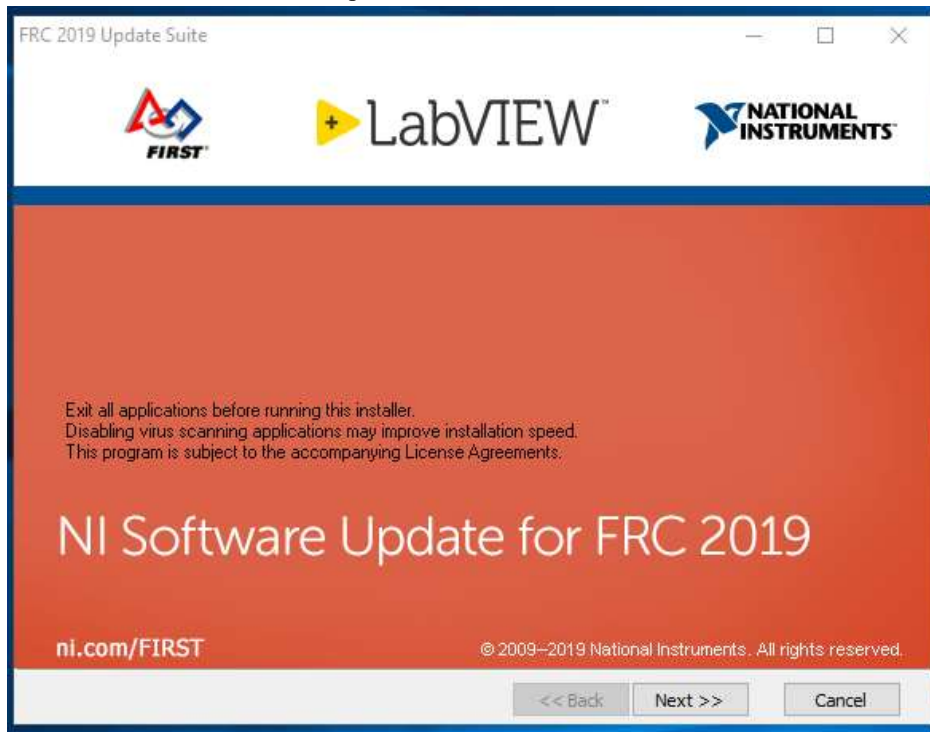 FRC 2019 Update Suite
FIRST
LabVIEW™
NATIONAL
INSTRUMENTS™
Exit all applications before running this installer.
Disabling virus scanning applications may improve installation speed.
This program is subject to the accompanying License Agreements.
NI Software Update for FRC 2019
ni.com/FIRST
© 2009–2019 National Instruments. All rights reserved.
<< Back
Next >>
Cancel